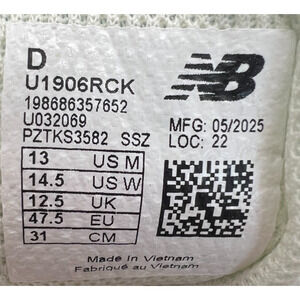 D
U1906RCK
198686357652
U032069
PZTKS3582 SSZ
NB
MFG: 05/2025
LOC: 22
13 US M
14.5 US W
12.5 UK
47.5 EU
31 CM
Made in Vietnam
Fabriqué au Vietnam